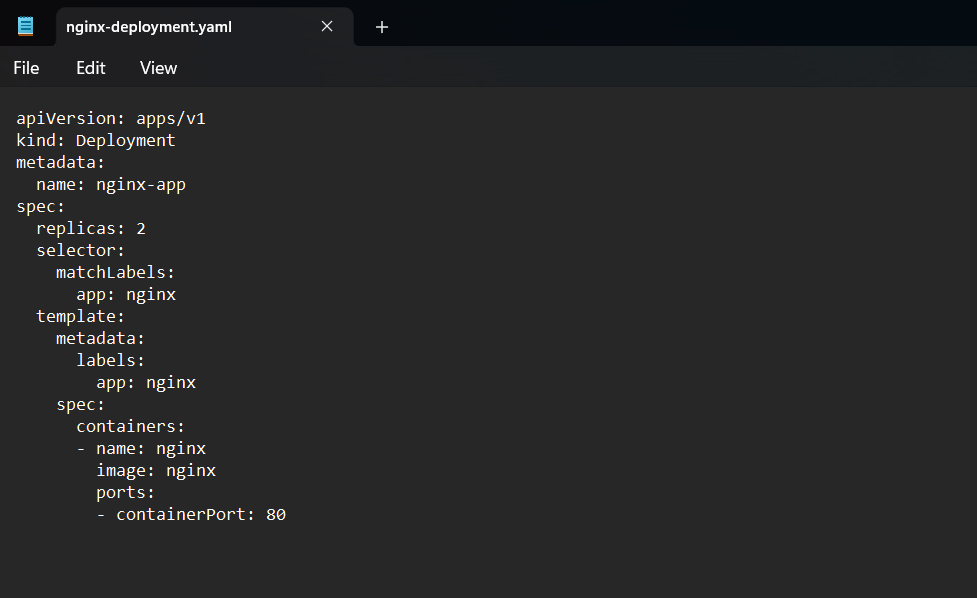 nginx-deployment.yaml
File Edit View
apiVersion: apps/v1
kind: Deployment
metadata:
  name: nginx-app
spec:
  replicas: 2
  selector:
    matchLabels:
      app: nginx
  template:
    metadata:
      labels:
        app: nginx
    spec:
      containers:
      - name: nginx
        image: nginx
        ports:
        - containerPort: 80